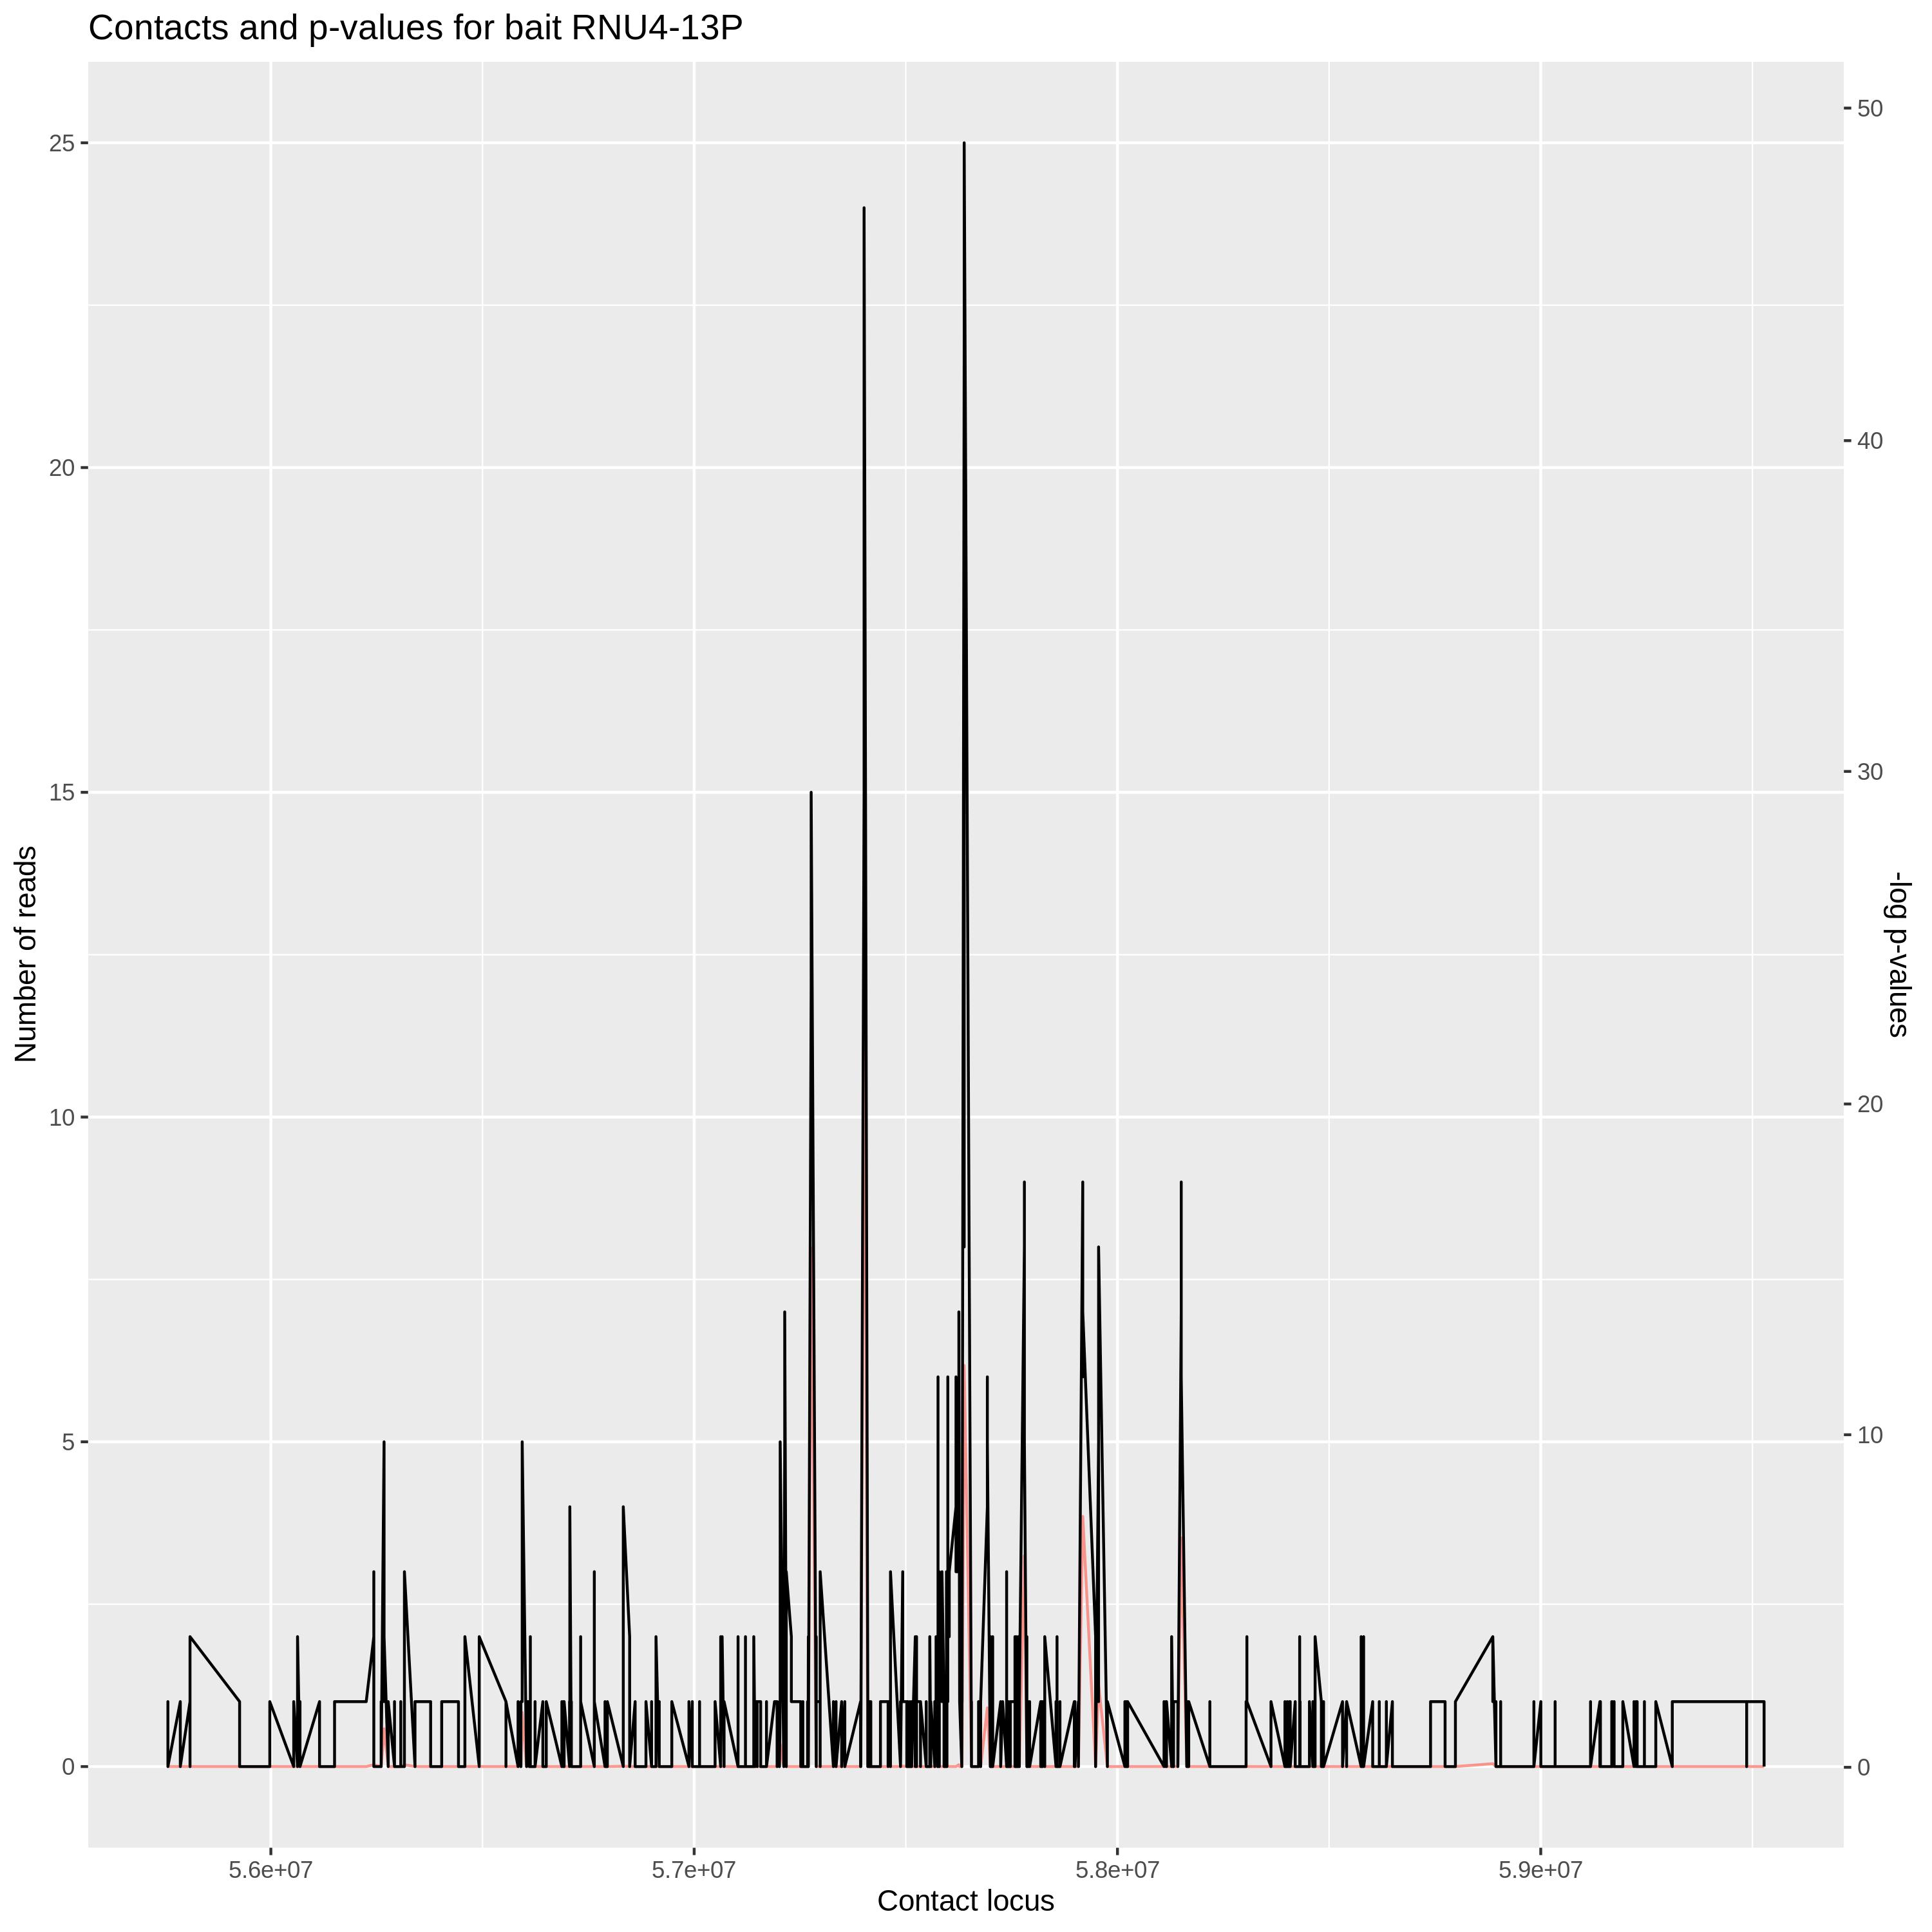 Contacts and p-values for bait RNU4-13P
25
20
15
10
5
0
50
40
30
20
10
0
Number of reads
-log p-values
5.6e+07
5.7e+07
5.8e+07
5.9e+07
Contact locus